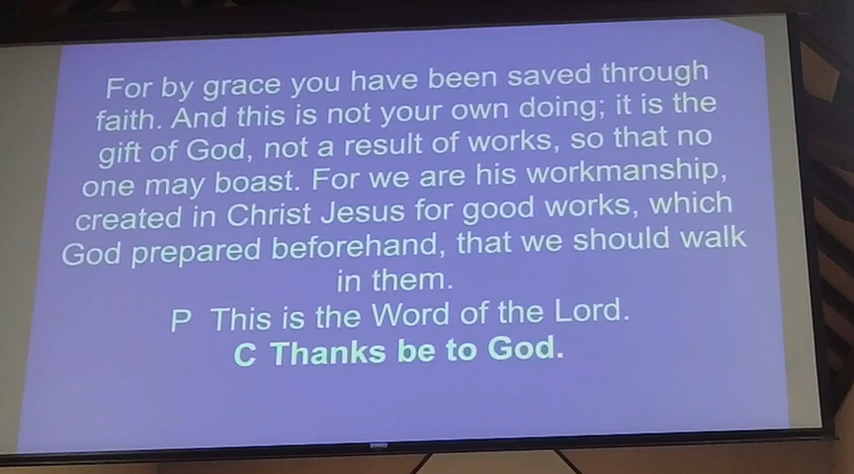 For by grace you have been saved through
faith. And this is not your own doing; it is the
gift of God, not a result of works, so that no
one may boast. For we are his workmanship,
created in Christ Jesus for good works, which
God prepared beforehand, that we should walk
in them.
P This is the Word of the Lord.
C Thanks be to God.